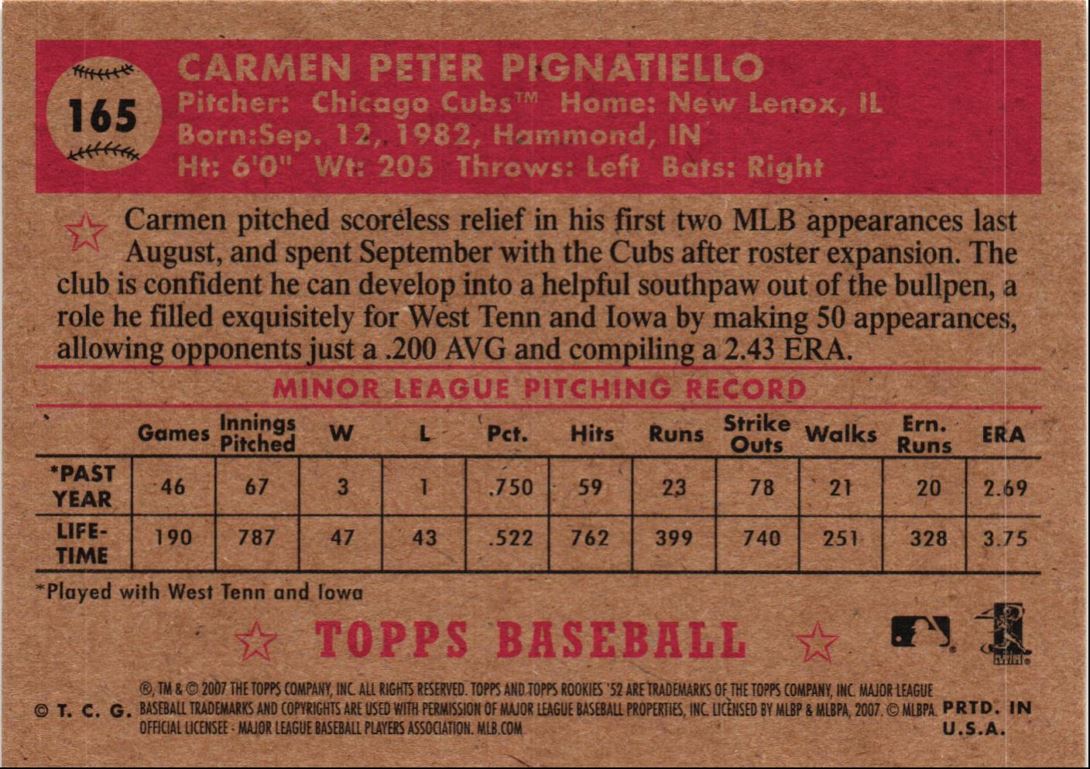 165
CARMEN PETER PIGNATIELLO
Pitcher: Chicago Cubs™ Home: New Lenox, IL
Born:Sep. 12, 1982, Hammond, IN
Ht: 6'0" Wt: 205 Throws: Left Bats: Right
Carmen pitched scoreless relief in his first two MLB appearances last
August, and spent September with the Cubs after roster expansion. The
club is confident he can develop into a helpful southpaw out of the bullpen, a
role he filled exquisitely for West Tenn and Iowa by making 50 appearances,
allowing opponents just a .200 AVG and compiling a 2.43 ERA.
MINOR LEAGUE PITCHING RECORD
Games Innings Pitched W L Pct. Hits Runs Strike Outs Walks Ern. Runs ERA
*PAST YEAR 46 67 3 1 .750 59 23 78 21 20 2.69
LIFE-TIME 190 787 47 43 .522 762 399 740 251 328 3.75
*Played with West Tenn and Iowa
TOPPS BASEBALL
®, TM & © 2007 THE TOPPS COMPANY, INC. ALL RIGHTS RESERVED. TOPPS AND TOPPS ROOKIES '52 ARE TRADEMARKS OF THE TOPPS COMPANY, INC. MAJOR LEAGUE
© T. C. G. BASEBALL TRADEMARKS AND COPYRIGHTS ARE USED WITH PERMISSION OF MAJOR LEAGUE BASEBALL PROPERTIES, INC. LICENSED BY MLBP & MLBPA, 2007. © MLBPA. PRTD. IN
OFFICIAL LICENSEE - MAJOR LEAGUE BASEBALL PLAYERS ASSOCIATION. MLB.COM U.S.A.